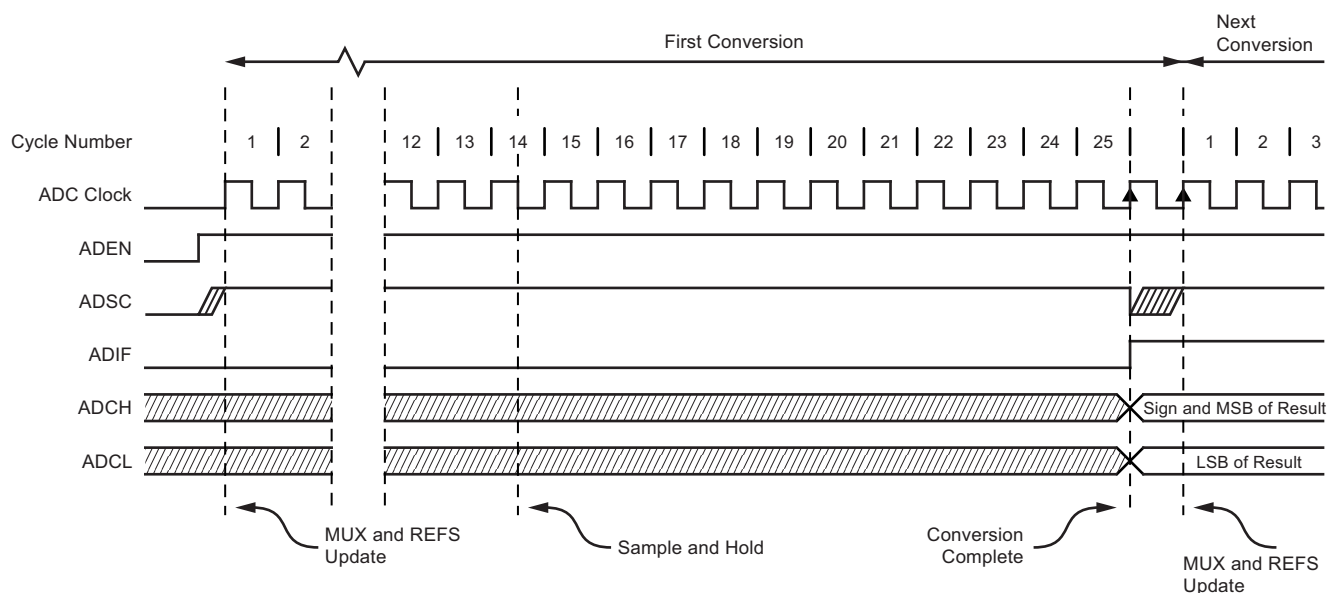 First Conversion
Next
Conversion
Cycle Number 1 2 12 13 14 15 16 17 18 19 20 21 22 23 24 25 1 2 3
ADC Clock
ADEN
ADSC
ADIF
ADCH
Sign and MSB of Result
ADCL
LSB of Result
MUX and REFS
Update
Sample and Hold
Conversion
Complete
MUX and REFS
Update